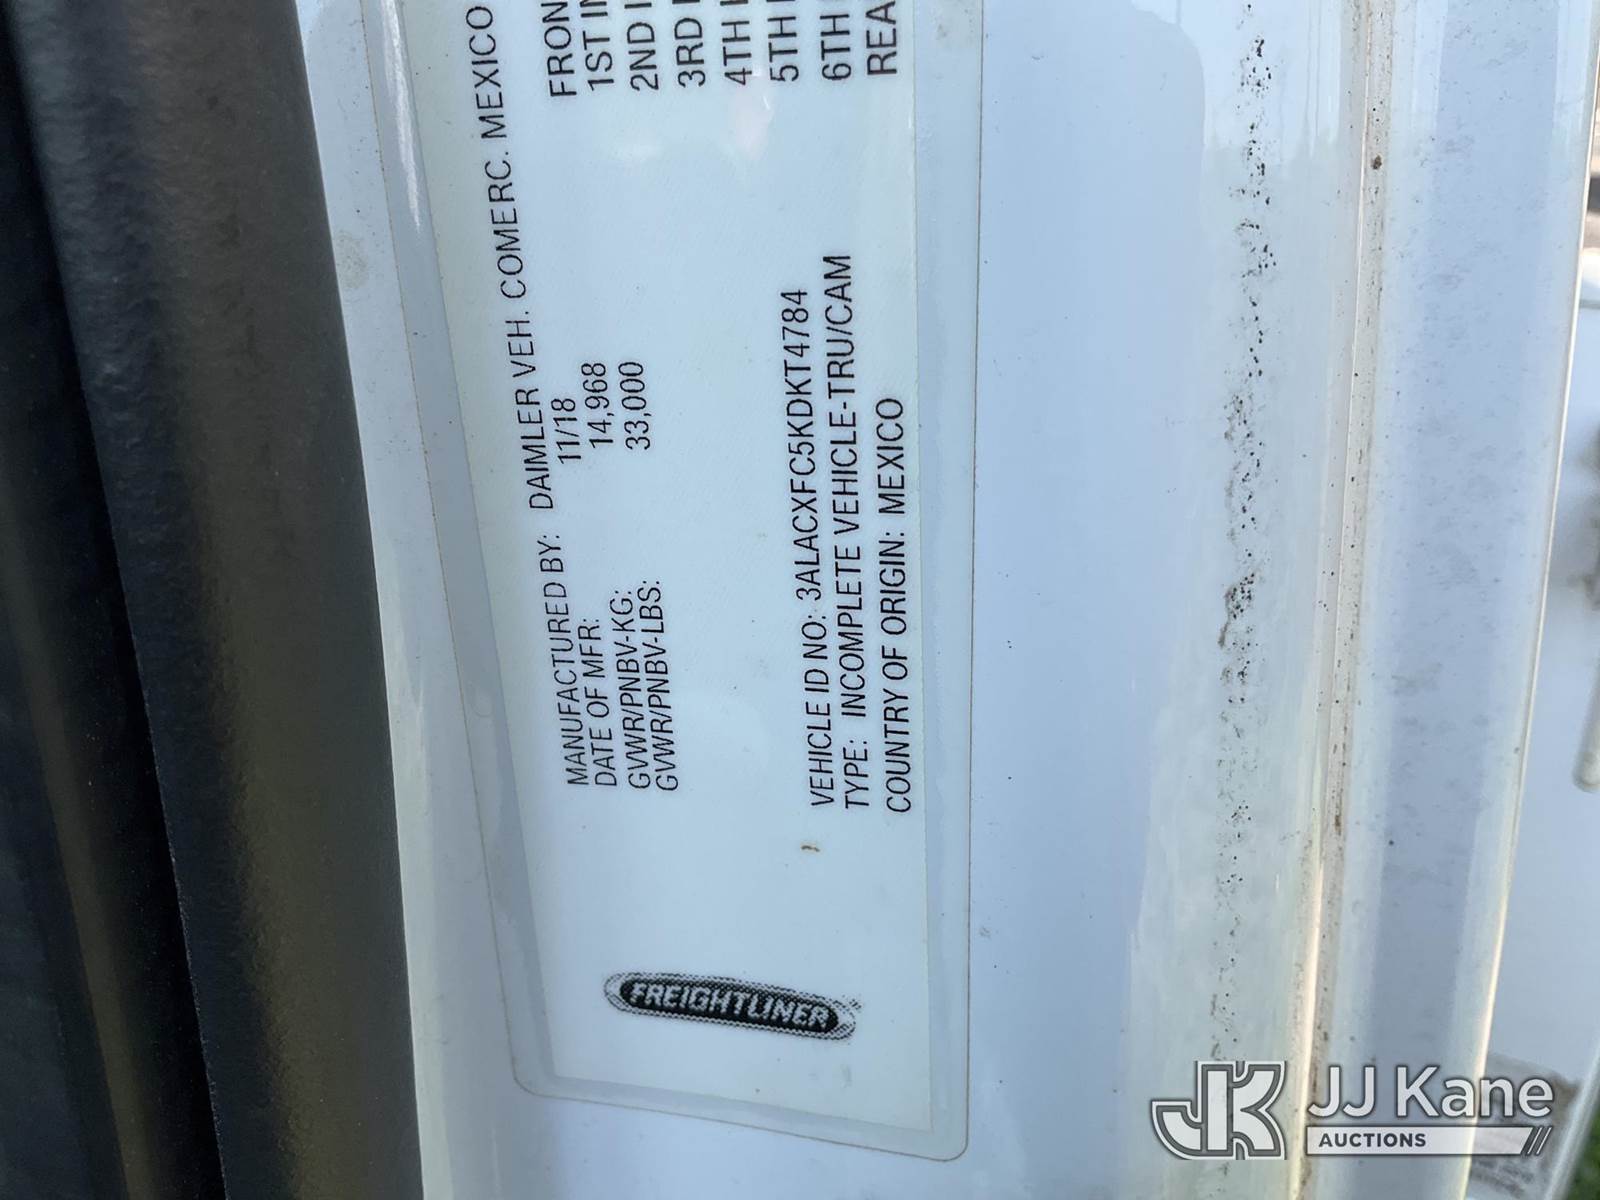 FREIGHTLINER
MANUFACTURED BY: DAIMLER VEH. COMERC. MEXICO
DATE OF MFR: 11/18
GVWR/PNBV-KG: 14,968
GVWR/PNBV-LBS: 33,000
FRON
1ST IN
2ND
3RD
4TH
5TH
6TH
REA
VEHICLE ID NO: 3ALACXFC5KDKT4784
TYPE: INCOMPLETE VEHICLE-TRU/CAM
COUNTRY OF ORIGIN: MEXICO
JK JJ Kane
AUCTIONS